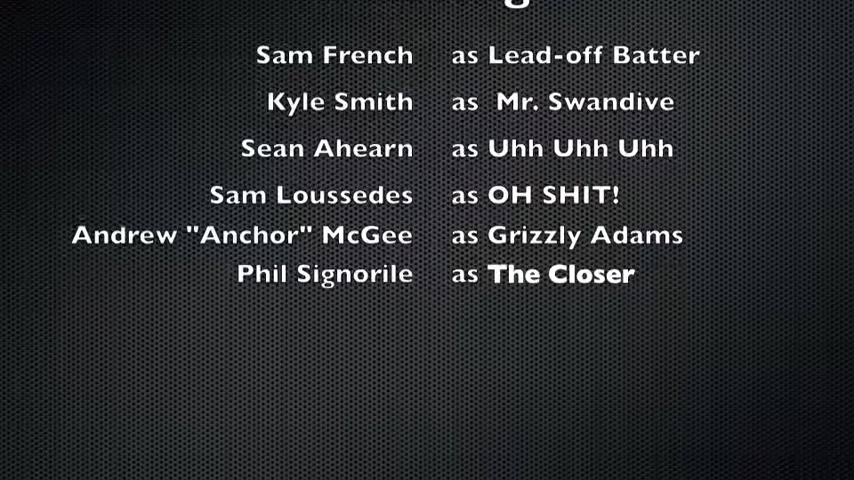 Sam French as Lead-off Batter
Kyle Smith as Mr. Swandive
Sean Ahearn as Uhh Uhh Uhh
Sam Loussedes as OH SHIT!
Andrew "Anchor" McGee as Grizzly Adams
Phil Signorile as The Closer